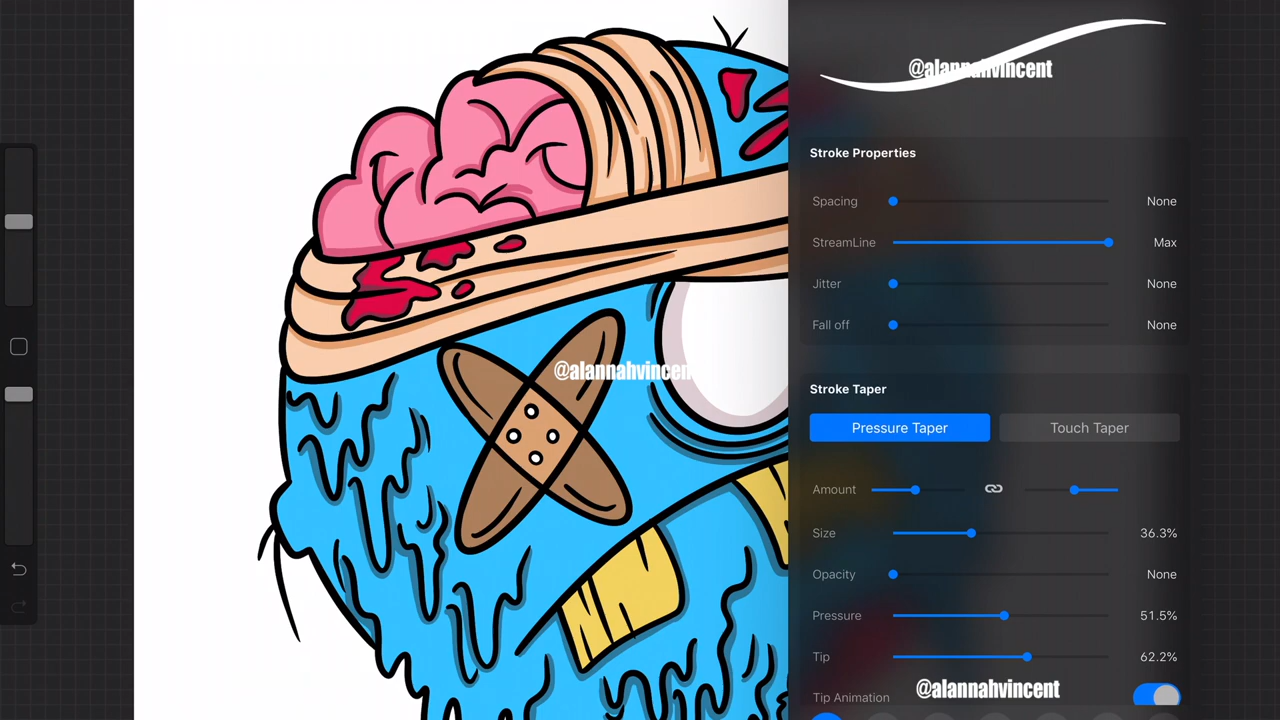 @alannahvincent
Stroke Properties
Spacing None
StreamLine Max
Jitter None
Fall off None
@alannahvincen
Stroke Taper
Pressure Taper Touch Taper
Amount
Size 36.3%
Opacity None
Pressure 51.5%
Tip 62.2%
@alannahvincent
Tip Animation